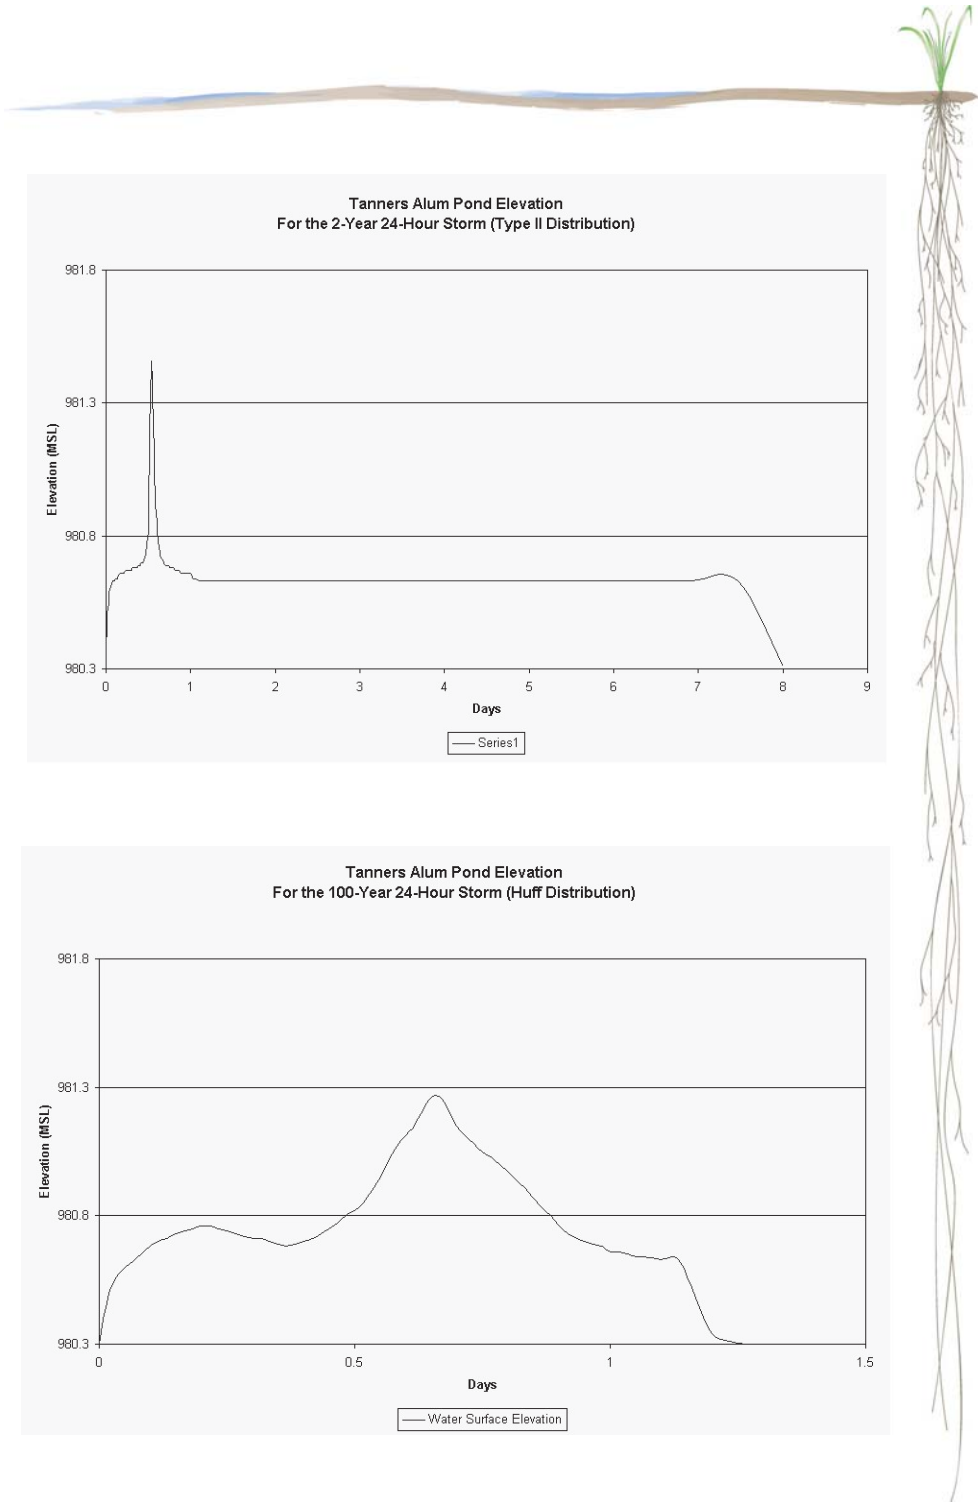 Tanners Alum Pond Elevation
For the 2-Year 24-Hour Storm (Type II Distribution)
981.8
981.3
980.8
980.3
Elevation (MSL)
0 1 2 3 4 5 6 7 8 9
Days
Series1
Tanners Alum Pond Elevation
For the 100-Year 24-Hour Storm (Huff Distribution)
981.8
981.3
980.8
980.3
Elevation (MSL)
0 0.5 1 1.5
Days
Water Surface Elevation